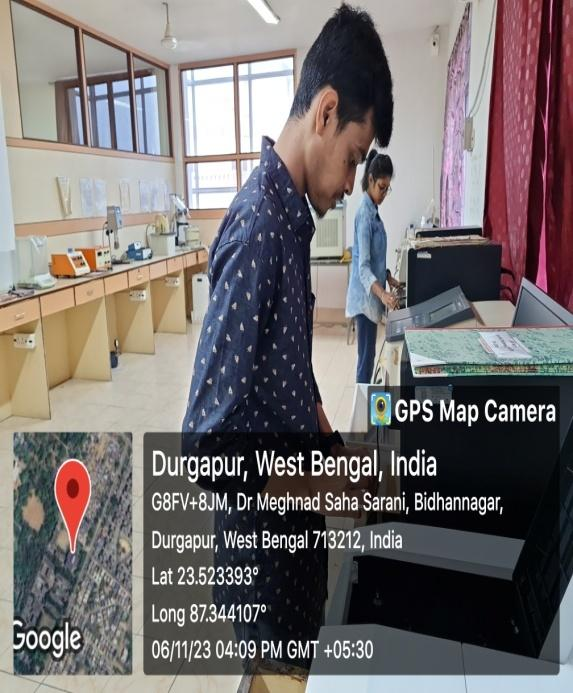 GPS Map Camera
Durgapur, West Bengal, India
G8FV+8JM, Dr Meghnad Saha Sarani, Bidhannagar,
Durgapur, West Bengal 713212, India
Lat 23.523393°
Long 87.344107°
06/11/23 04:09 PM GMT +05:30
Google